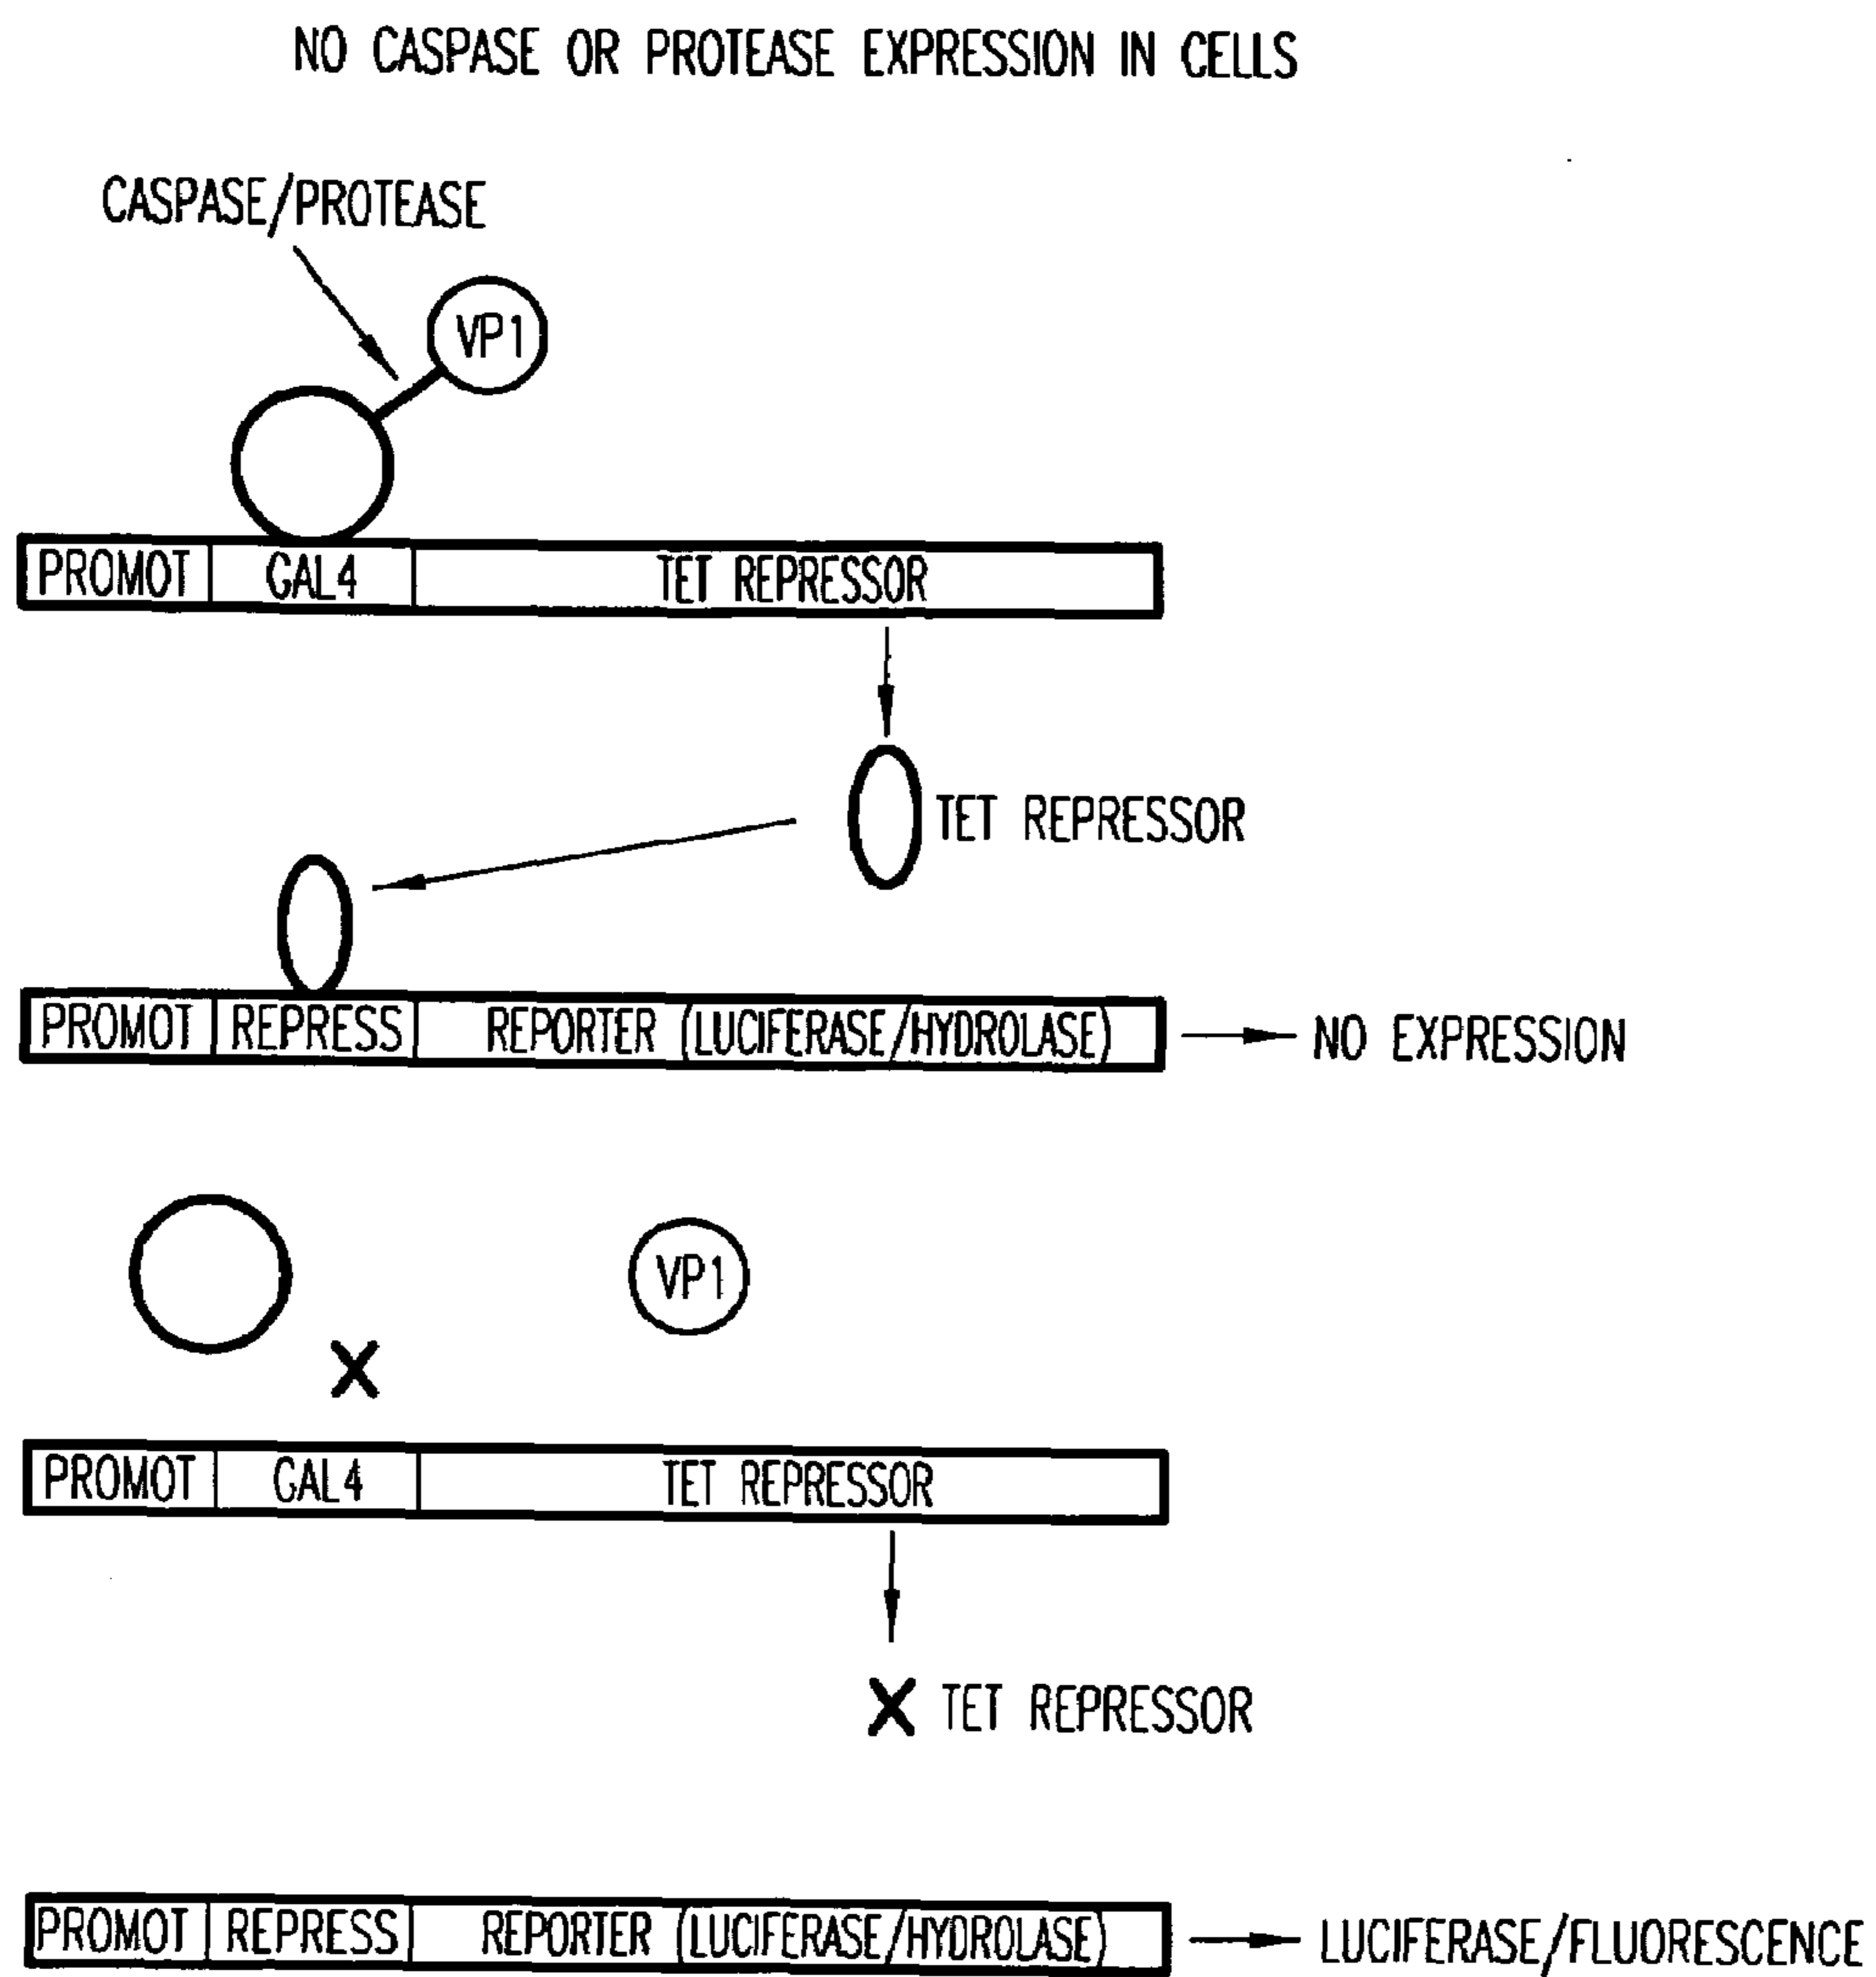 NO CASPASE OR PROTEASE EXPRESSION IN CELLS
CASPASE/PROTEASE
VP1
PROMOT GAL4 TET REPRESSOR
TET REPRESSOR
PROMOT REPRESS REPORTER (LUCIFERASE/HYDROLASE) NO EXPRESSION
VP1
X
PROMOT GAL4 TET REPRESSOR
X TET REPRESSOR
PROMOT REPRESS REPORTER (LUCIFERASE/HYDROLASE) LUCIFERASE/FLUORESCENCE